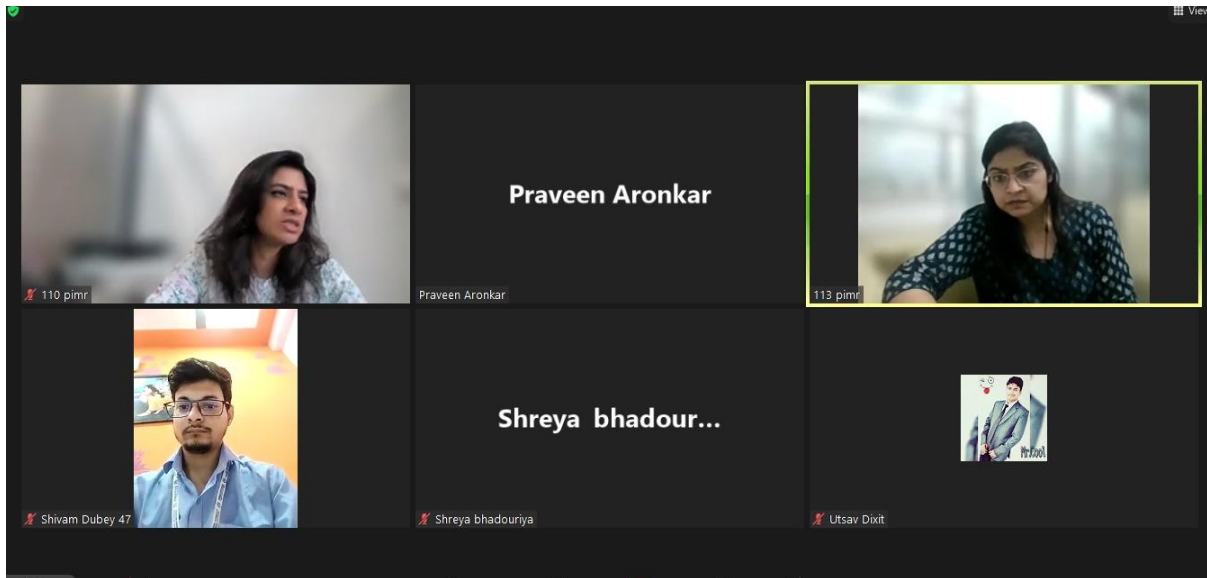 View
Praveen Aronkar
110 pimr
Praveen Aronkar
113 pimr
Shreya bhadour...
Mr.Kool
Shivam Dubey 47
Shreya bhadouriya
Utsav Dixit